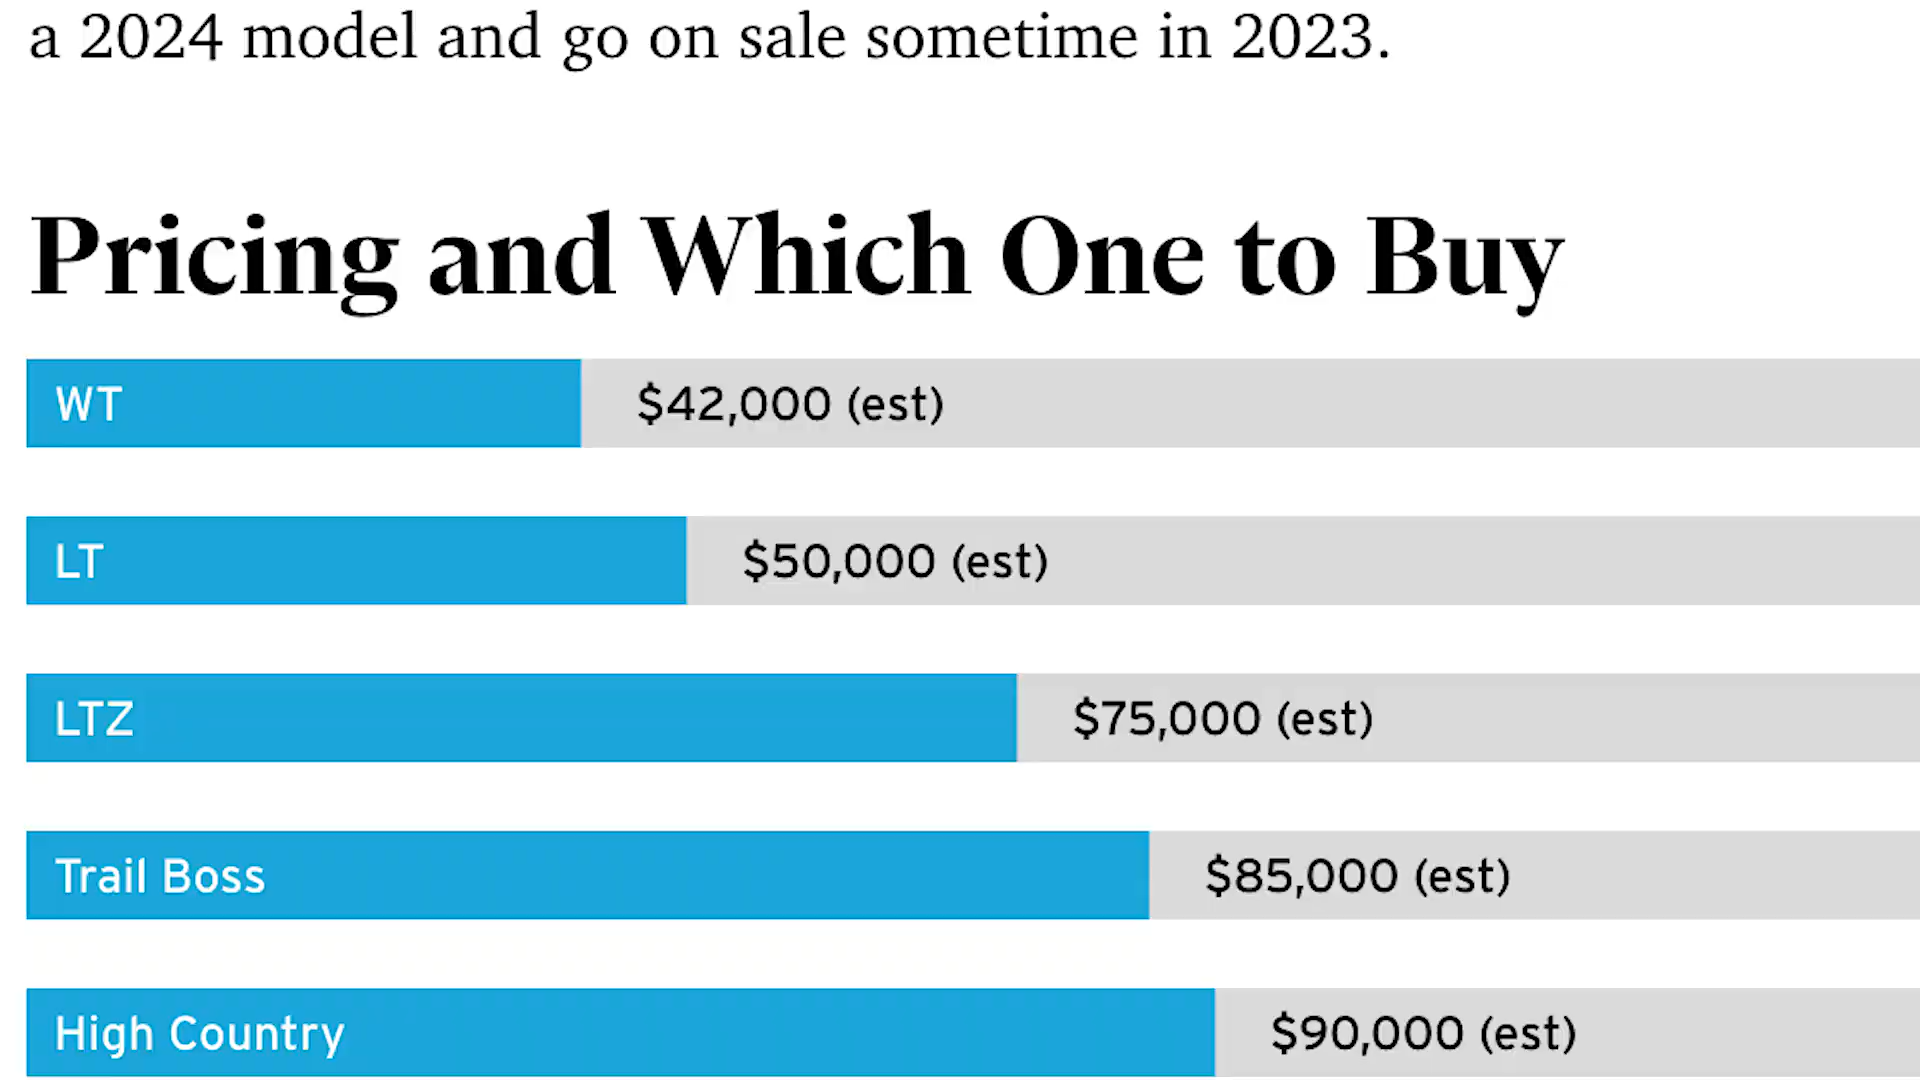 a 2024 model and go on sale sometime in 2023.
Pricing and Which One to Buy
WT $42,000 (est)
LT $50,000 (est)
LTZ $75,000 (est)
Trail Boss $85,000 (est)
High Country $90,000 (est)